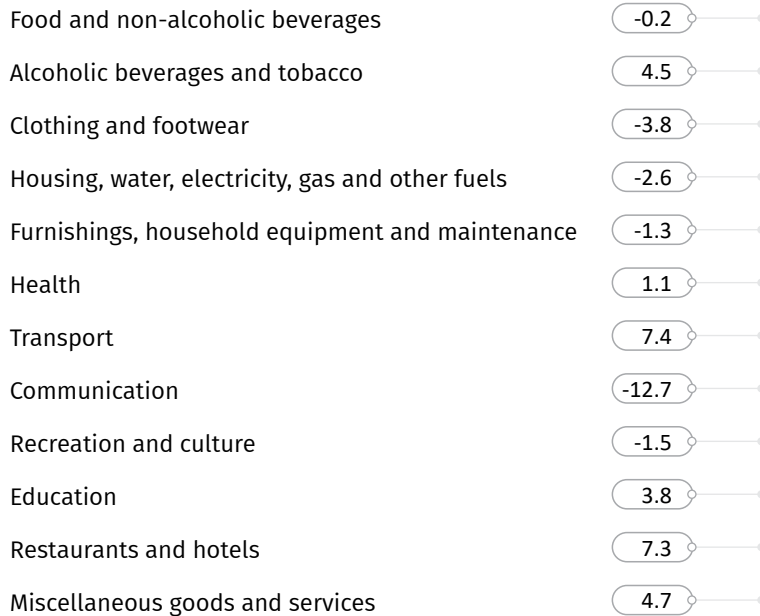 Food and non-alcoholic beverages -0.2
Alcoholic beverages and tobacco 4.5
Clothing and footwear -3.8
Housing, water, electricity, gas and other fuels -2.6
Furnishings, household equipment and maintenance -1.3
Health 1.1
Transport 7.4
Communication -12.7
Recreation and culture -1.5
Education 3.8
Restaurants and hotels 7.3
Miscellaneous goods and services 4.7